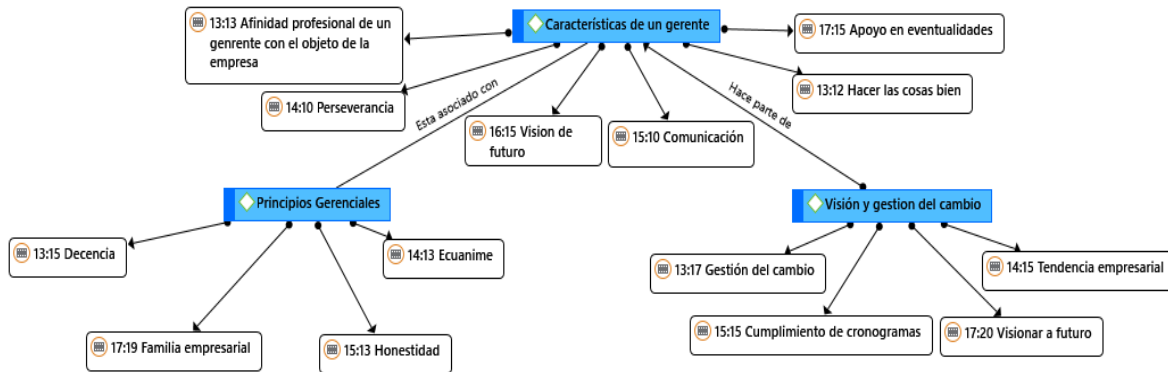 13:13 Afinidad profesional de un
genrente con el objeto de la
empresa
Características de un gerente
17:15 Apoyo en eventualidades
14:10 Perseverancia
13:12 Hacer las cosas bien
Esta asociado con
Hace parte de
16:15 Vision de
futuro
15:10 Comunicación
Principios Gerenciales
Visión y gestion del cambio
13:15 Decencia
14:13 Ecuanime
13:17 Gestión del cambio
14:15 Tendencia empresarial
17:19 Familia empresarial
15:13 Honestidad
15:15 Cumplimiento de cronogramas
17:20 Visionar a futuro